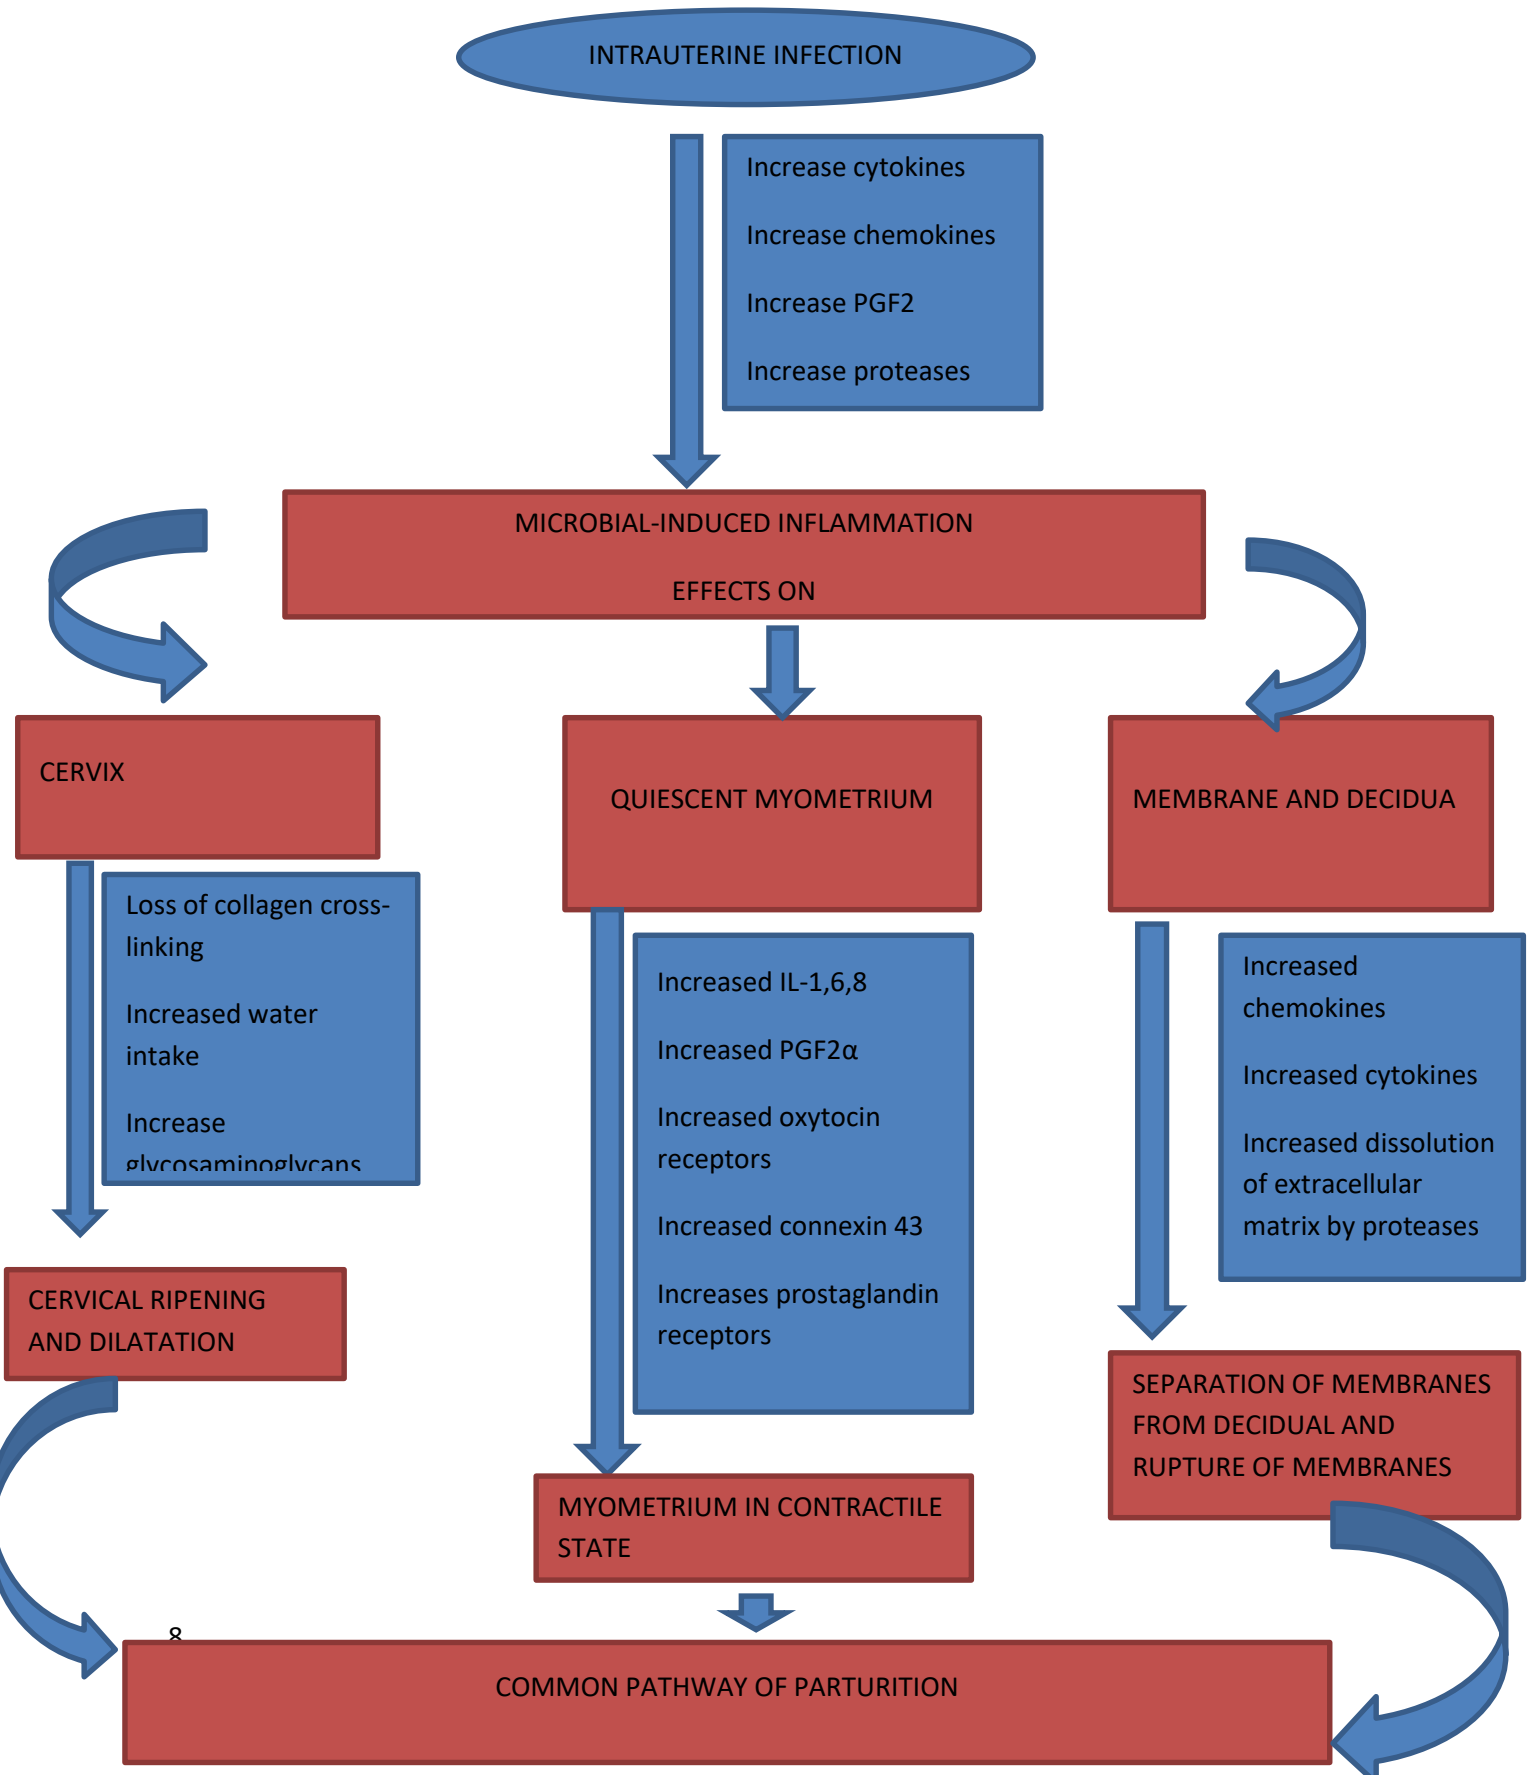 INTRAUTERINE INFECTION
Increase cytokines
Increase chemokines
Increase PGF2
Increase proteases
MICROBIAL-INDUCED INFLAMMATION
EFFECTS ON
CERVIX
QUIESCENT MYOMETRIUM
MEMBRANE AND DECIDUA
Loss of collagen cross-
linking
Increased water
intake
Increase
glycosaminoglycans
Increased IL-1,6,8
Increased PGF2α
Increased oxytocin
receptors
Increased connexin 43
Increases prostaglandin
receptors
Increased
chemokines
Increased cytokines
Increased dissolution
of extracellular
matrix by proteases
CERVICAL RIPENING
AND DILATATION
MYOMETRIUM IN CONTRACTILE
STATE
SEPARATION OF MEMBRANES
FROM DECIDUAL AND
RUPTURE OF MEMBRANES
8
COMMON PATHWAY OF PARTURITION